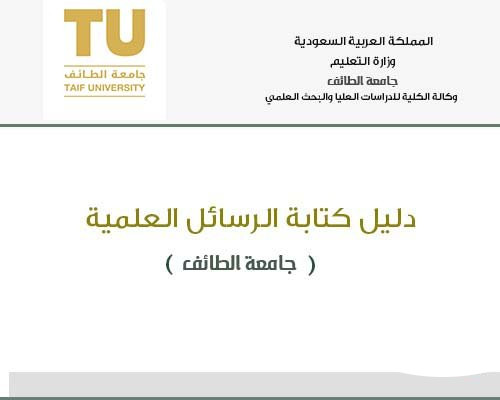 المملكة العربية السعودية
وزارة التعليم
جامعة الطائف
وكالة الكلية للدراسات العليا والبحث العلمي
TU
جامعة الطائف
TAIF UNIVERSITY
دليل كتابة الرسائل العلمية
( جامعة الطائف )